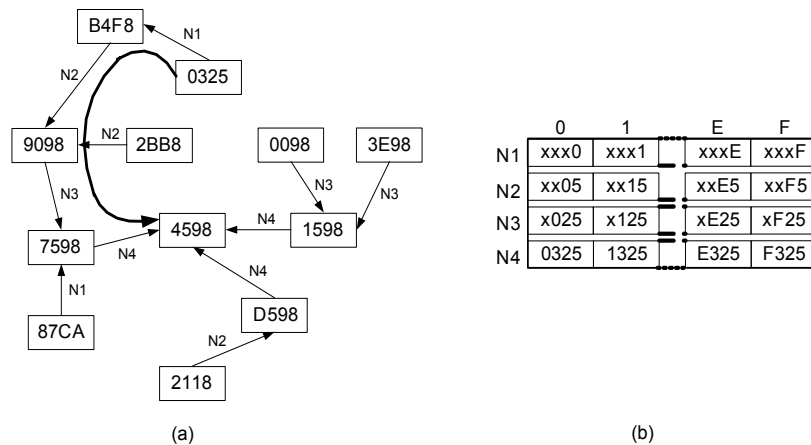 B4F8
N1
0325
N2
9098
N2
2BB8
0098
3E98
N3
N3
N3
7598
N4
4598
N4
1598
N1
N4
87CA
D598
N2
2118
(a)
0 1 E F
N1 xxx0 xxx1 xxxE xxxF
N2 xx05 xx15 xxE5 xxF5
N3 x025 x125 xE25 xF25
N4 0325 1325 E325 F325
(b)